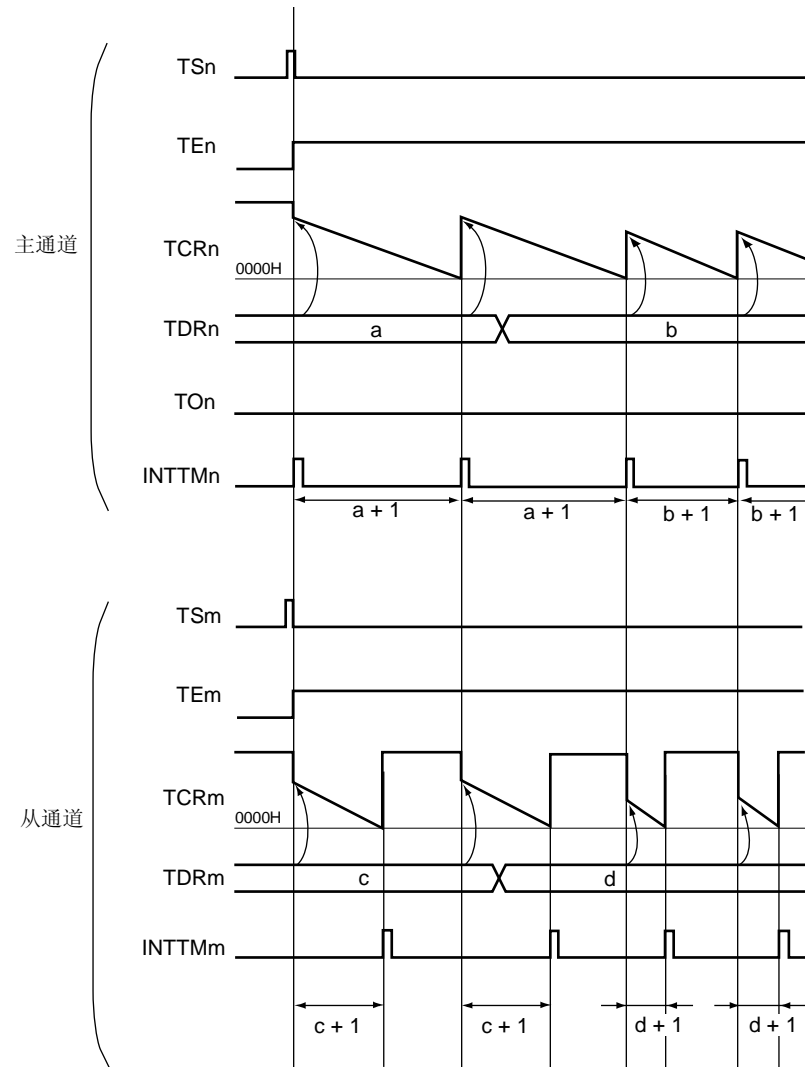 TSn
TEn
主通道
TCRn
0000H
TDRn
a
b
TOn
INTTMn
a + 1
a + 1
b + 1
b + 1
TSm
TEm
从通道
TCRm
0000H
TDRm
c
d
INTTMm
c + 1
c + 1
d + 1
d + 1